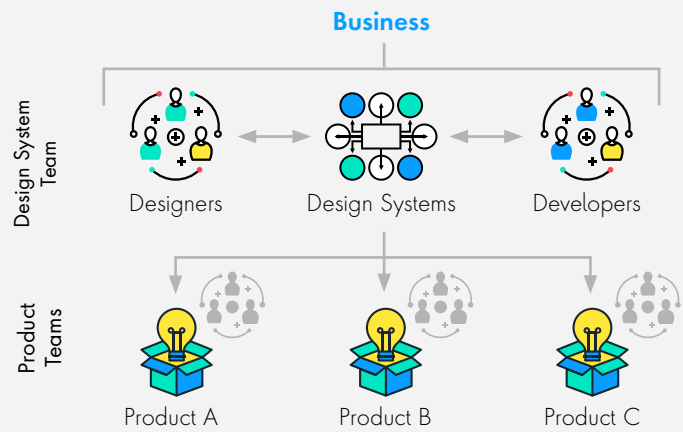 Business
Design System
Team
Designers
Design Systems
Developers
Product
Teams
Product A
Product B
Product C